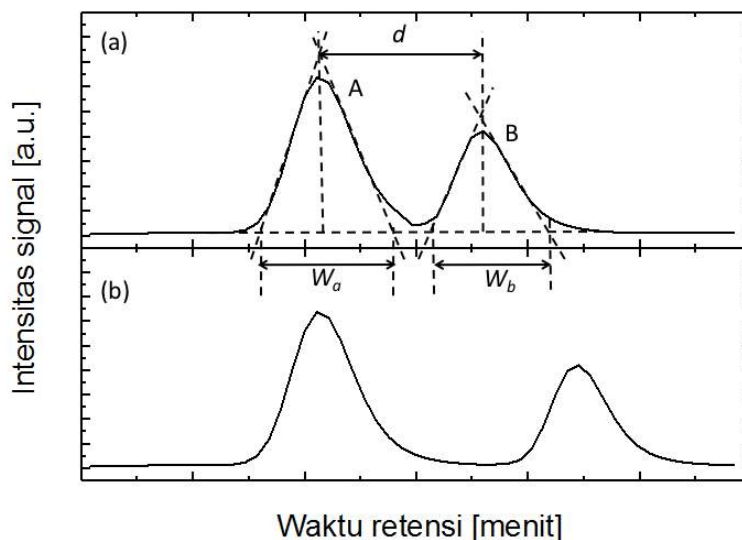 (a)
d
A
B
Intensitas signal [a.u.]
Wa
Wb
(b)
Waktu retensi [menit]